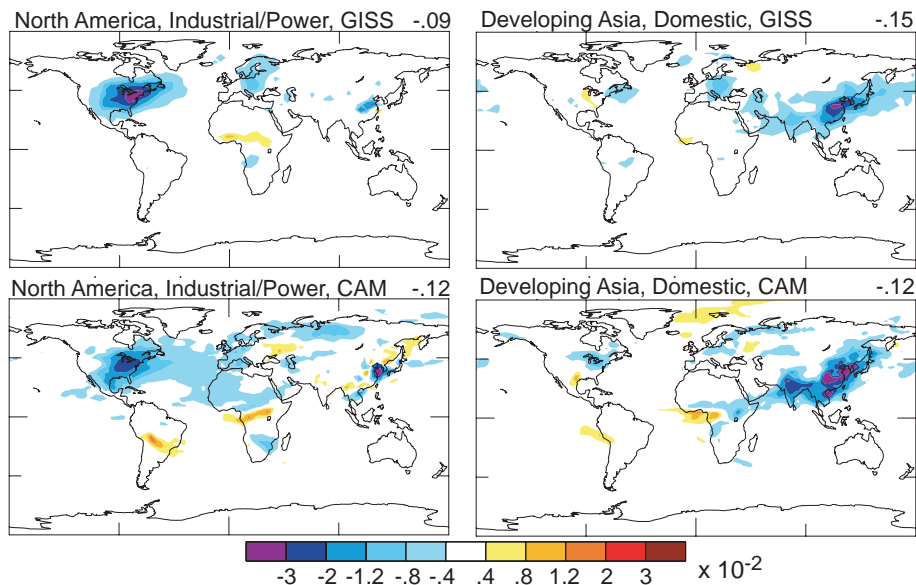 North America, Industrial/Power, GISS -.09
Developing Asia, Domestic, GISS -.15
North America, Industrial/Power, CAM -.12
Developing Asia, Domestic, CAM -.12
-3 -2 -1.2 -.8 -.4 .4 .8 1.2 2 3 x 10-2